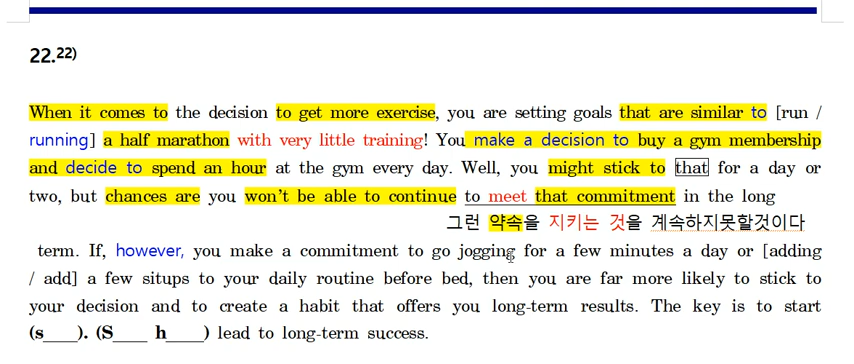 22.22)
When it comes to the decision to get more exercise, you are setting goals that are similar to [run /
running] a half marathon with very little training! You make a decision to buy a gym membership
and decide to spend an hour at the gym every day. Well, you might stick to that for a day or
two, but chances are you won't be able to continue to meet that commitment in the long
그런 약속을 지키는 것을 계속하지못할것이다
term. If, however, you make a commitment to go jogging for a few minutes a day or [adding
/ add] a few situps to your daily routine before bed, then you are far more likely to stick to
your decision and to create a habit that offers you long-term results. The key is to start
(s____). (S____ h____) lead to long-term success.